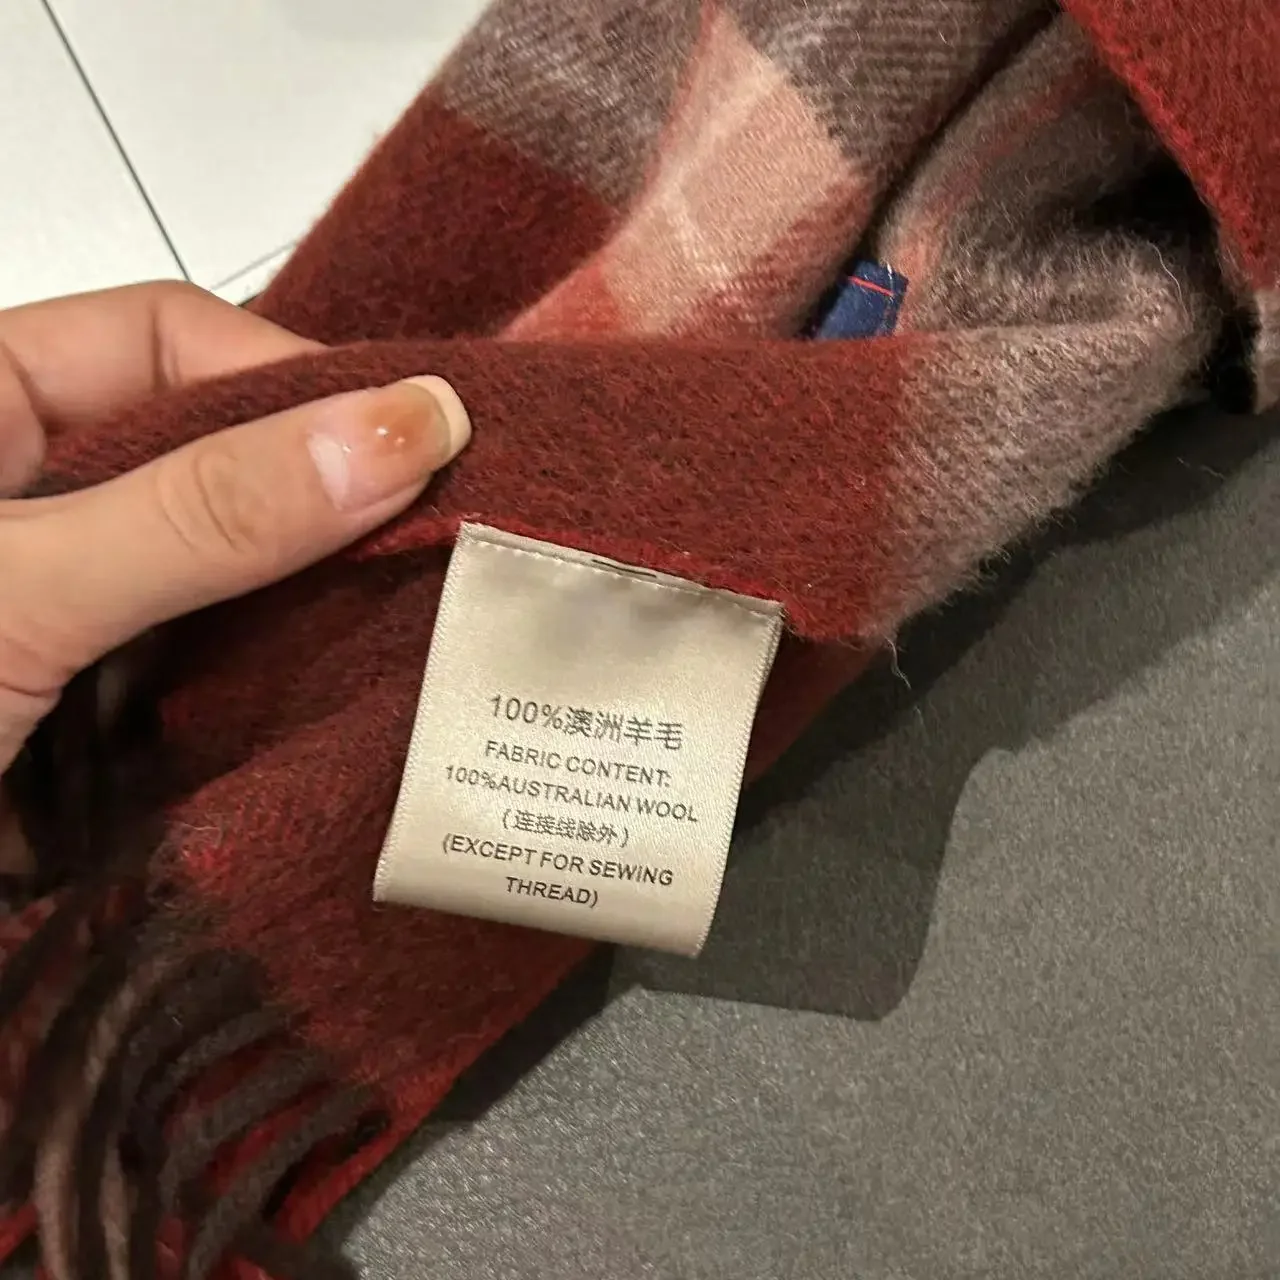 100%澳洲羊毛
FABRIC CONTENT:
100%AUSTRALIAN WOOL
(连接线除外)
(EXCEPT FOR SEWING
THREAD)